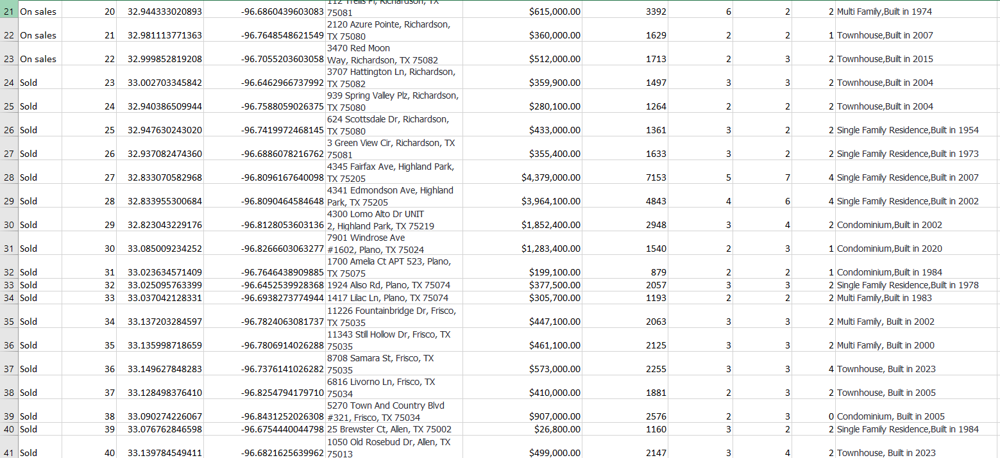 21 On sales 20 32.944333020893 -96.6860439603083 112 Trellis Pl, Richardson, TX 75081 $615,000.00 3392 6 2 2 Multi Family,Built in 1974
22 On sales 21 32.981113771363 -96.7648548621549 2120 Azure Pointe, Richardson, TX 75080 $360,000.00 1629 2 2 1 Townhouse,Built in 2007
23 On sales 22 32.999852819208 -96.7055203603058 3470 Red Moon Way, Richardson, TX 75082 $512,000.00 1713 2 3 2 Townhouse,Built in 2015
24 Sold 23 33.002703345842 -96.6462966737992 3707 Hattington Ln, Richardson, TX 75082 $359,900.00 1497 3 3 2 Townhouse,Built in 2004
25 Sold 24 32.940386509944 -96.7588059026375 939 Spring Valley Plz, Richardson, TX 75080 $280,100.00 1264 2 2 2 Townhouse,Built in 2004
26 Sold 25 32.947630243020 -96.7419972468145 624 Scottsdale Dr, Richardson, TX 75080 $433,000.00 1361 3 2 2 Single Family Residence,Built in 1954
27 Sold 26 32.937082474360 -96.6886078216762 3 Green View Cir, Richardson, TX 75081 $355,400.00 1633 3 2 2 Single Family Residence,Built in 1973
28 Sold 27 32.833070582968 -96.8096167640098 4345 Fairfax Ave, Highland Park, TX 75205 $4,379,000.00 7153 5 7 4 Single Family Residence,Built in 2007
29 Sold 28 32.833955300684 -96.8090464584648 4341 Edmondson Ave, Highland Park, TX 75205 $3,964,100.00 4843 4 6 4 Single Family Residence,Built in 2002
30 Sold 29 32.823043229176 -96.8128053603136 4300 Lomo Alto Dr UNIT 2, Highland Park, TX 75219 $1,852,400.00 2948 3 4 2 Condominium,Built in 2002
31 Sold 30 33.085009234252 -96.8266603063277 7901 Windrose Ave #1602, Plano, TX 75024 $1,283,400.00 1540 2 3 1 Condominium,Built in 2020
32 Sold 31 33.023634571409 -96.7646438909885 1700 Amelia Ct APT 523, Plano, TX 75075 $199,100.00 879 2 2 1 Condominium,Built in 1984
33 Sold 32 33.025095763399 -96.6452539928368 1924 Aliso Rd, Plano, TX 75074 $377,500.00 2057 3 3 2 Single Family Residence,Built in 1978
34 Sold 33 33.037042128331 -96.6938273774944 1417 Lilac Ln, Plano, TX 75074 $305,700.00 1193 2 2 2 Multi Family,Built in 1983
35 Sold 34 33.137203284597 -96.7824063081737 11226 Fountainbridge Dr, Frisco, TX 75035 $447,100.00 2063 3 3 2 Multi Family, Built in 2002
36 Sold 35 33.135998718659 -96.7806914026288 11343 Still Hollow Dr, Frisco, TX 75035 $461,100.00 2125 3 3 2 Multi Family, Built in 2000
37 Sold 36 33.149627848283 -96.7376141026282 8708 Samara St, Frisco, TX 75035 $573,000.00 2255 3 3 4 Townhouse, Built in 2023
38 Sold 37 33.128498376410 -96.8254794179710 6816 Livorno Ln, Frisco, TX 75034 $410,000.00 1881 2 3 2 Townhouse, Built in 2005
39 Sold 38 33.090274226067 -96.8431252026308 5270 Town And Country Blvd #321, Frisco, TX 75034 $907,000.00 2576 2 3 0 Condominium, Built in 2005
40 Sold 39 33.076762846598 -96.6754440044798 25 Brewster Ct, Allen, TX 75002 $26,800.00 1160 3 2 2 Single Family Residence,Built in 1984
41 Sold 40 33.139784549411 -96.6821625639962 1050 Old Rosebud Dr, Allen, TX 75013 $499,000.00 2147 3 4 2 Townhouse, Built in 2023